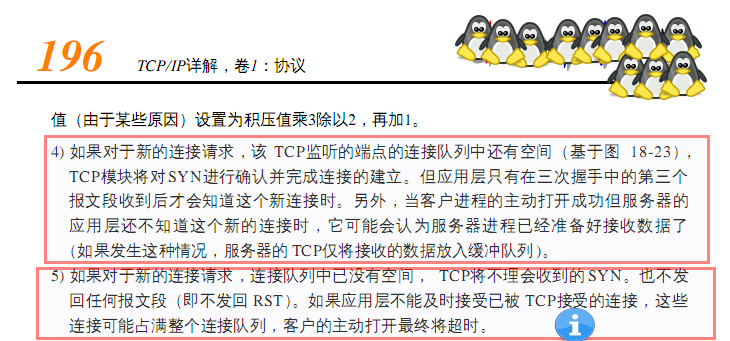 196 TCP/IP详解，卷1：协议
值（由于某些原因）设置为积压值乘3除以2，再加1。
4) 如果对于新的连接请求，该 TCP监听的端点的连接队列中还有空间（基于图 18-23），
TCP模块将对SYN进行确认并完成连接的建立。但应用层只有在三次握手中的第三个
报文段收到后才会知道这个新连接时。另外，当客户进程的主动打开成功但服务器的
应用层还不知道这个新的连接时，它可能会认为服务器进程已经准备好接收数据了
（如果发生这种情况，服务器的 TCP仅将接收的数据放入缓冲队列）。
5) 如果对于新的连接请求，连接队列中已没有空间， TCP将不理会收到的 SYN。也不发
回任何报文段（即不发回 RST）。如果应用层不能及时接受已被 TCP接受的连接，这些
连接可能占满整个连接队列，客户的主动打开最终将超时。